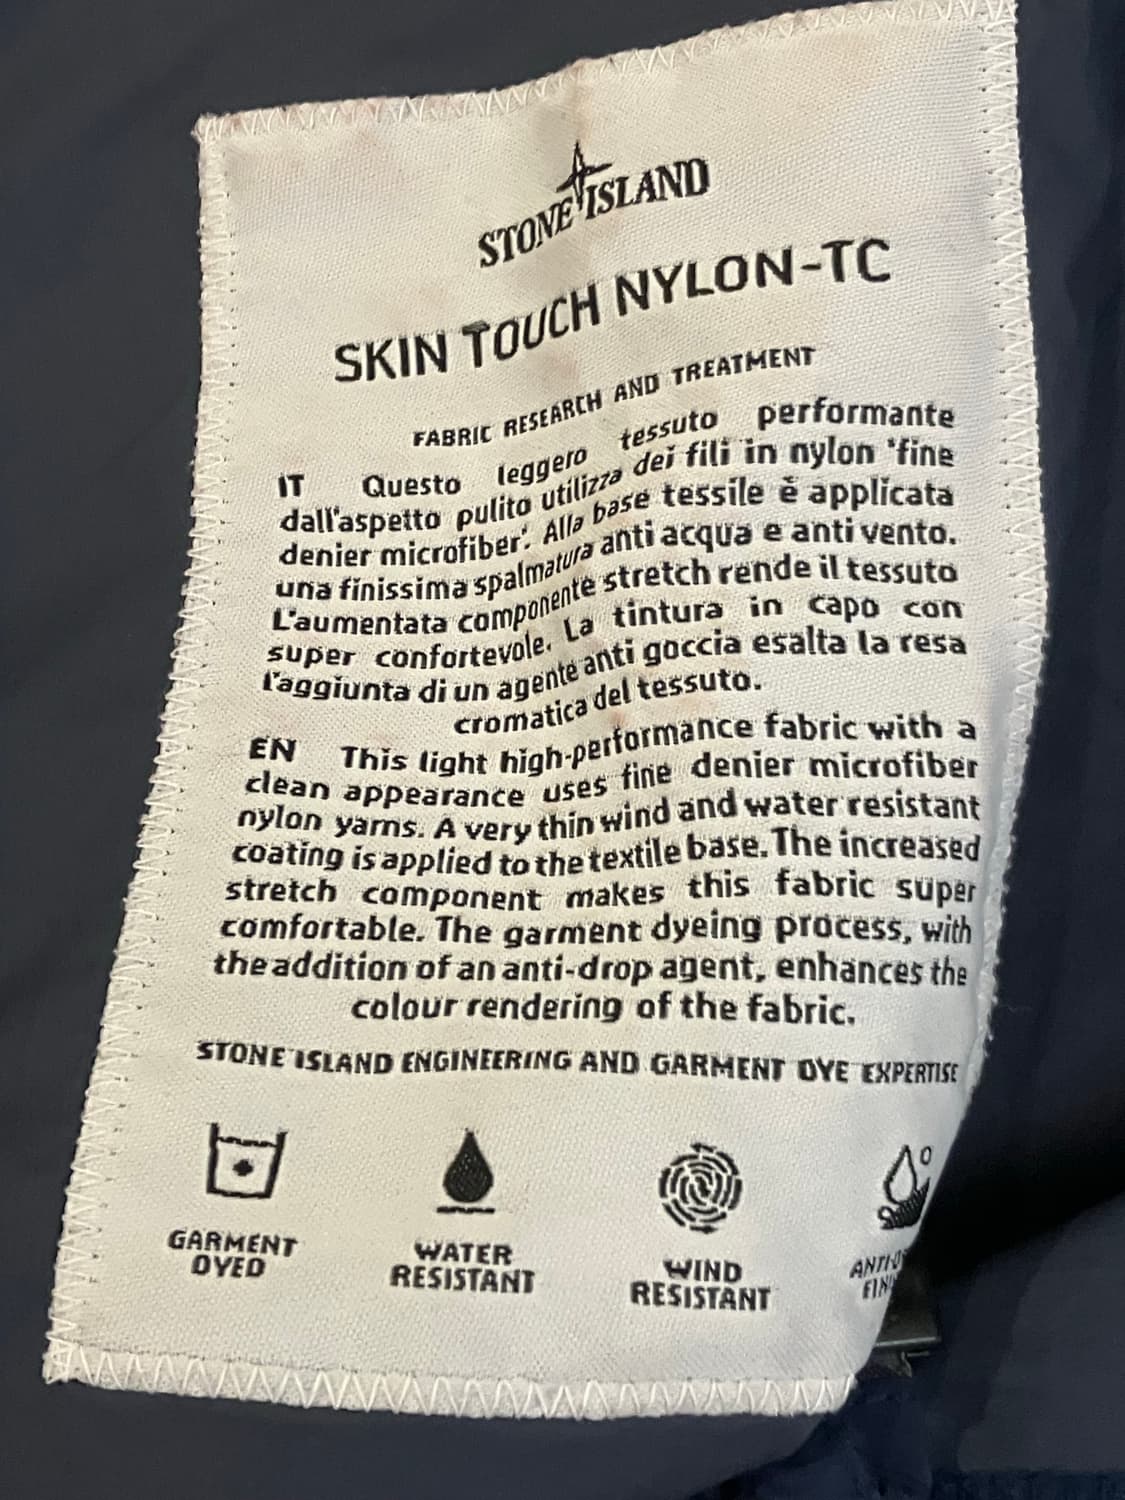 STONE ISLAND
SKIN TOUCH NYLON-TC
FABRIC RESEARCH AND TREATMENT
IT Questo leggero tessuto performante
dall'aspetto pulito utilizza dei fili in nylon 'fine
denier microfiber'. Alla base tessile è applicata
una finissima spalmatura anti acqua e anti vento.
L'aumentata componente stretch rende il tessuto
super confortevole. La tintura in capo con
l'aggiunta di un agente anti goccia esalta la resa
cromatica del tessuto.
EN This light high-performance fabric with a
clean appearance uses fine denier microfiber
nylon yarns. A very thin wind and water resistant
coating is applied to the textile base. The increased
stretch component makes this fabric super
comfortable. The garment dyeing process, with
the addition of an anti-drop agent, enhances the
colour rendering of the fabric.
STONE ISLAND ENGINEERING AND GARMENT DYE EXPERTISE
GARMENT
DYED
WATER
RESISTANT
WIND
RESISTANT